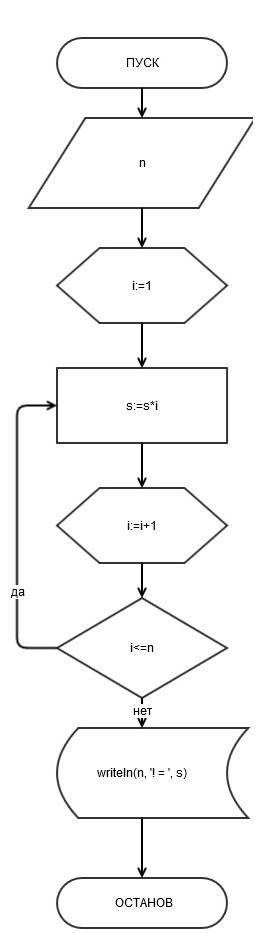 ПУСК
n
i:=1
s:=s*i
i:=i+1
да
i<=n
нет
writeln(n, '! = ', s)
ОСТАНОВ